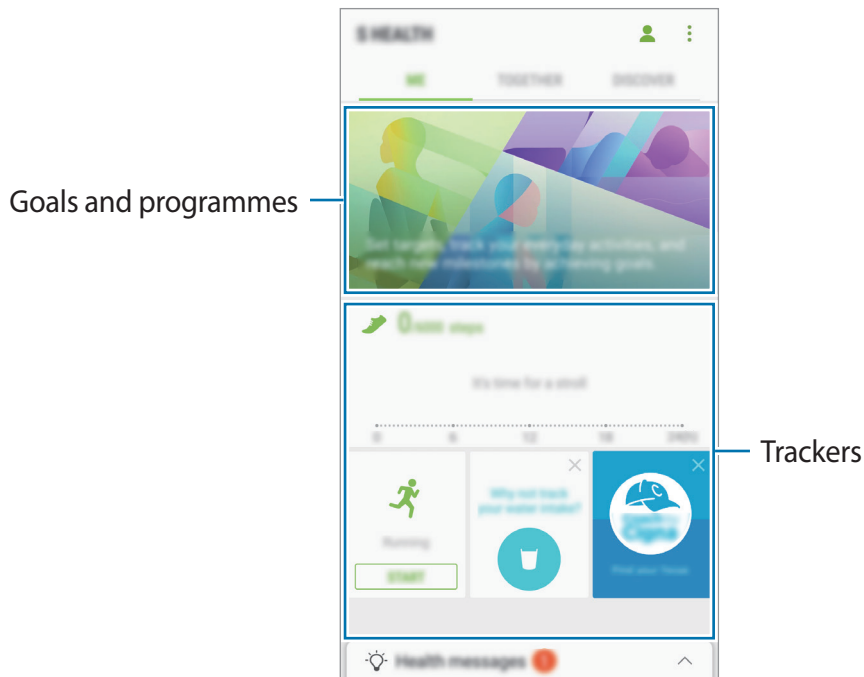 S HEALTH
ME TOGETHER DISCOVER
Goals and programmes
Set targets, track your everyday activities, and
reach new milestones by achieving goals.
0 steps
It's time for a stroll
0 6 12 18
Trackers
Why not track
your water intake?
Running
Cigna
START
Health messages